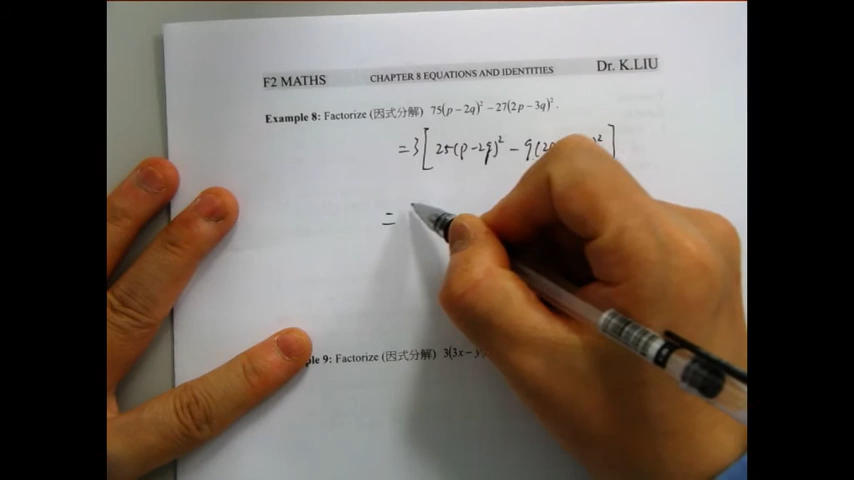 F2 MATHS CHAPTER 8 EQUATIONS AND IDENTITIES Dr. K.LIU
Example 8: Factorize (因式分解) 75(p−2q)² −27(2p−3q)².
=3[25(p−2q)² − 9(2 )²]
=
ple 9: Factorize (因式分解) 3(3x−y